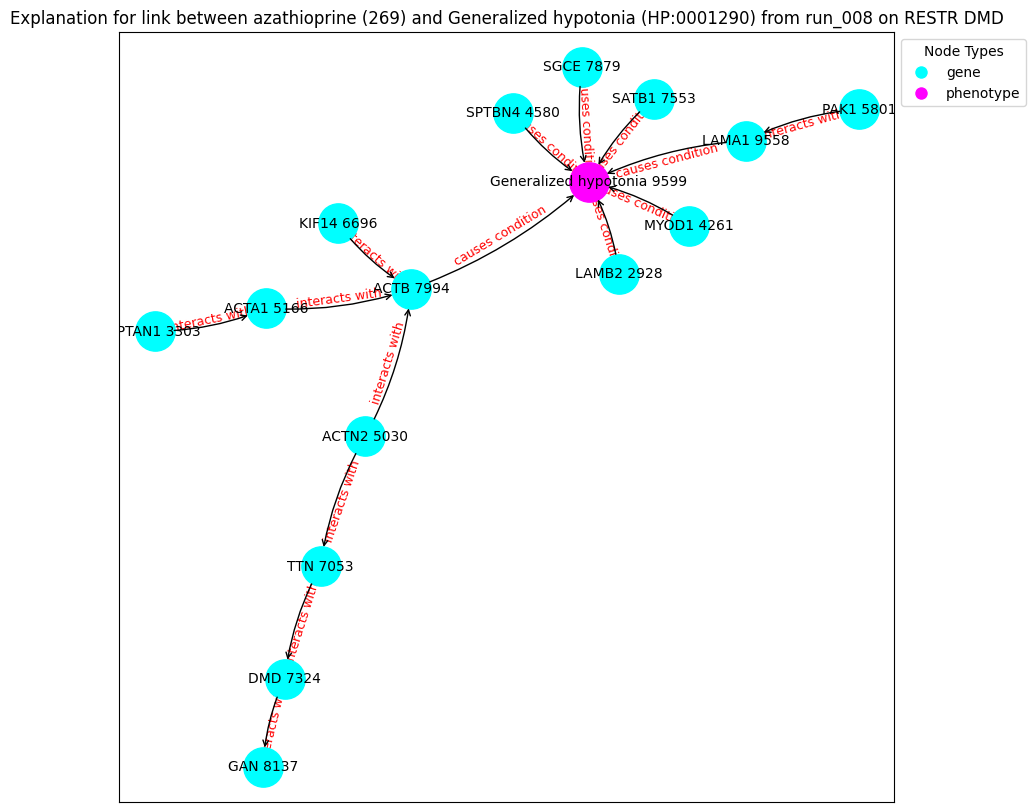 Explanation for link between azathioprine (269) and Generalized hypotonia (HP:0001290) from run_008 on RESTR DMD
Node Types
gene
phenotype
SGCE 7879
SATB1 7553
SPTBN4 4580
PAK1 5801
LAMA1 9558
interacts with
causes condition
causes condition
causes condition
causes condition
Generalized hypotonia 9599
causes condition
MYOD1 4261
causes condition
KIF14 6696
causes condition
LAMB2 2928
interacts with
ACTB 7994
interacts with
ACTA1 5166
interacts with
PTAN1 3303
interacts with
ACTN2 5030
interacts with
TTN 7053
interacts with
DMD 7324
interacts with
GAN 8137